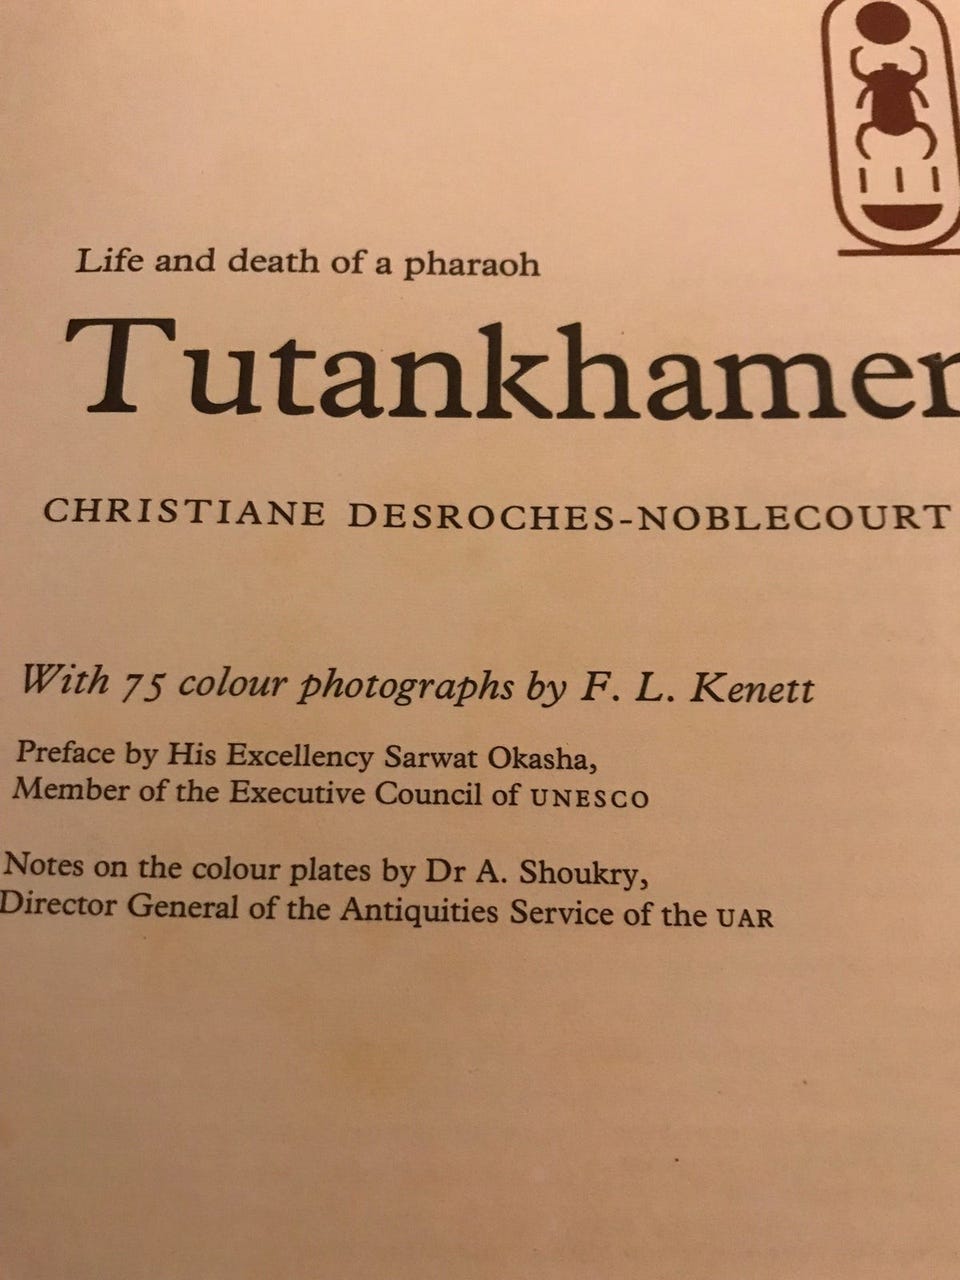 Life and death of a pharaoh
Tutankhamen
CHRISTIANE DESROCHES-NOBLECOURT
With 75 colour photographs by F. L. Kenett
Preface by His Excellency Sarwat Okasha,
Member of the Executive Council of UNESCO
Notes on the colour plates by Dr A. Shoukry,
Director General of the Antiquities Service of the UAR